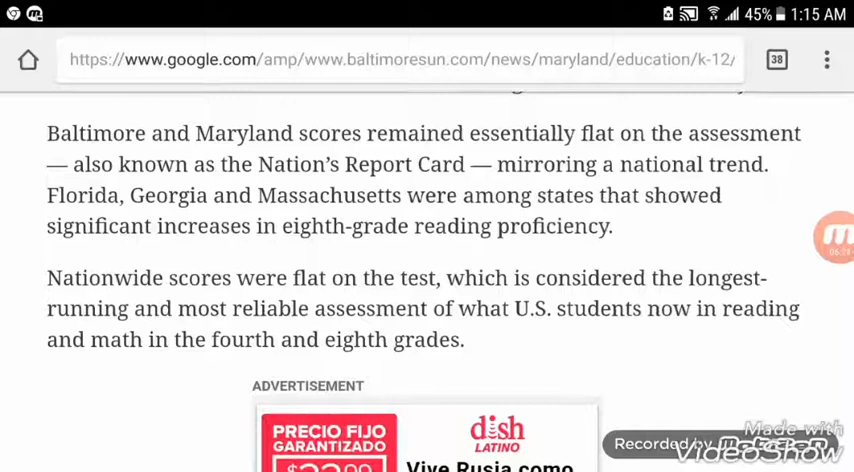 45% 1:15 AM
https://www.google.com/amp/www.baltimoresun.com/news/maryland/education/k-12/
38
Baltimore and Maryland scores remained essentially flat on the assessment
— also known as the Nation's Report Card — mirroring a national trend.
Florida, Georgia and Massachusetts were among states that showed
significant increases in eighth-grade reading proficiency.
Nationwide scores were flat on the test, which is considered the longest-
running and most reliable assessment of what U.S. students now in reading
and math in the fourth and eighth grades.
ADVERTISEMENT
PRECIO FIJO
GARANTIZADO
dish
LATINO
Vive Rusia como
Recorded by
Made with
VideoShow